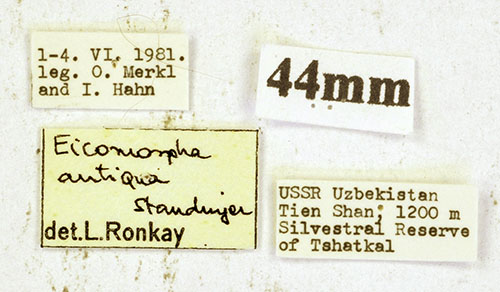 1-4. VI. 1981.
leg. O. Merkl
and I. Hahn
44mm
Eicomorpha
antiqua
Staudinger
det.L.Ronkay
USSR Uzbekistan
Tien Shan, 1200 m
Silvestral Reserve
of Tshatkal